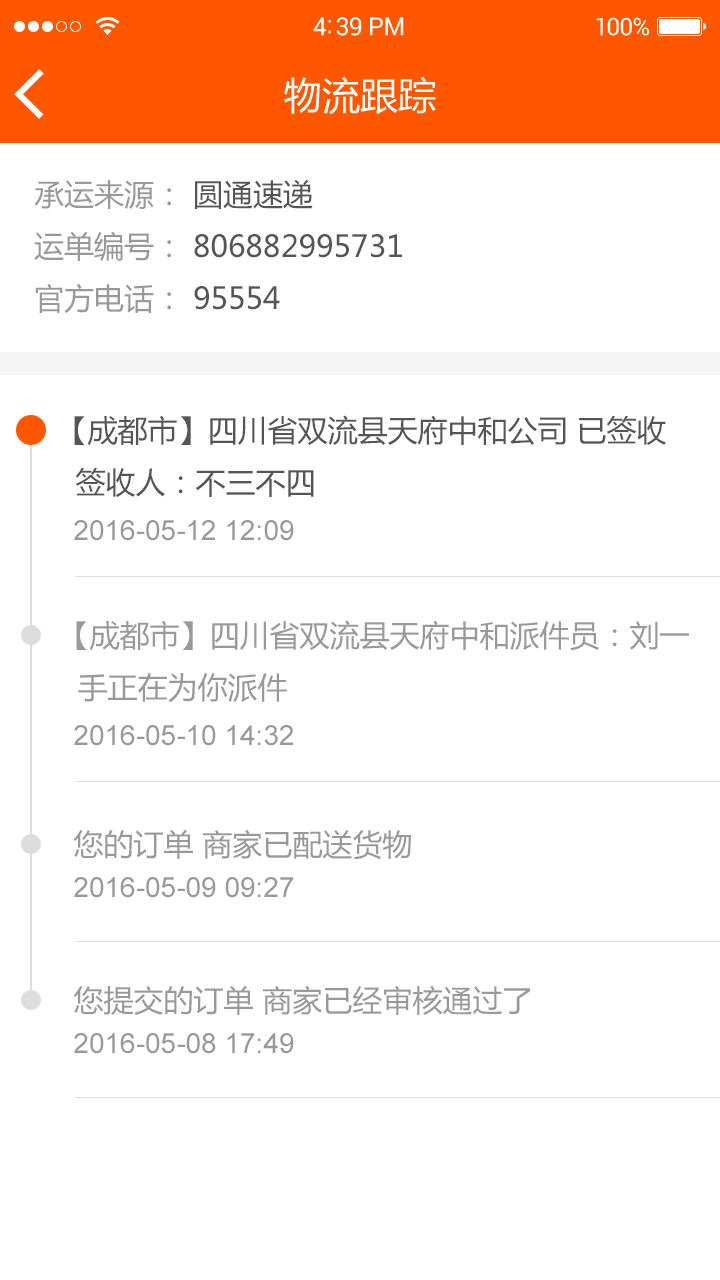 4:39 PM 100%
物流跟踪
承运来源： 圆通速递
运单编号： 806882995731
官方电话： 95554
【成都市】四川省双流县天府中和公司 已签收
签收人：不三不四
2016-05-12 12:09
【成都市】四川省双流县天府中和派件员：刘一
手正在为你派件
2016-05-10 14:32
您的订单 商家已配送货物
2016-05-09 09:27
您提交的订单 商家已经审核通过了
2016-05-08 17:49